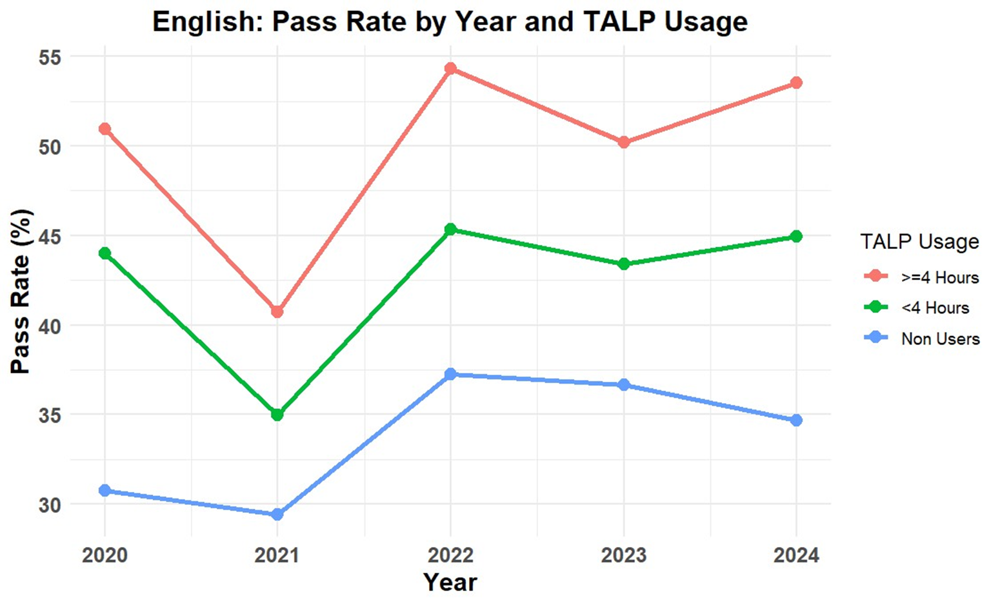 English: Pass Rate by Year and TALP Usage
Pass Rate (%)
55
50
45
40
35
30
2020 2021 2022 2023 2024
Year
TALP Usage
>=4 Hours
<4 Hours
Non Users